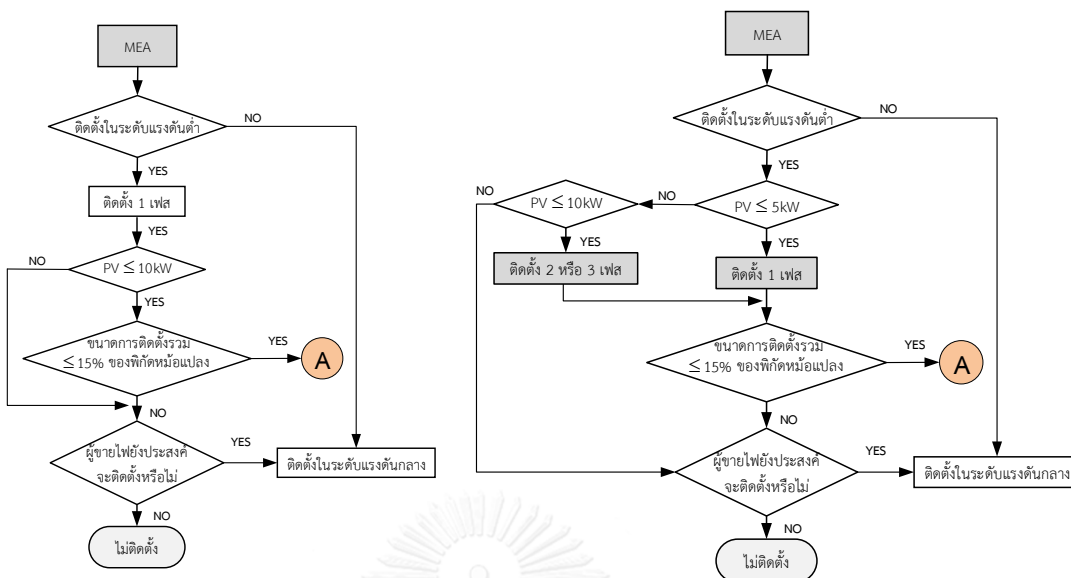 MEA
ติดตั้งในระดับแรงดันต่ำ
NO
YES
ติดตั้ง 1 เฟส
YES
PV ≤ 10kW
NO
YES
ขนาดการติดตั้งรวม
≤ 15% ของพิกัดหม้อแปลง
YES
A
NO
ผู้ขายไฟยังประสงค์
จะติดตั้งหรือไม่
YES
ติดตั้งในระดับแรงดันกลาง
NO
ไม่ติดตั้ง
MEA
ติดตั้งในระดับแรงดันต่ำ
NO
YES
PV ≤ 5kW
NO
PV ≤ 10kW
NO
YES
YES
ติดตั้ง 2 หรือ 3 เฟส
ติดตั้ง 1 เฟส
ขนาดการติดตั้งรวม
≤ 15% ของพิกัดหม้อแปลง
YES
A
NO
ผู้ขายไฟยังประสงค์
จะติดตั้งหรือไม่
YES
ติดตั้งในระดับแรงดันกลาง
NO
ไม่ติดตั้ง